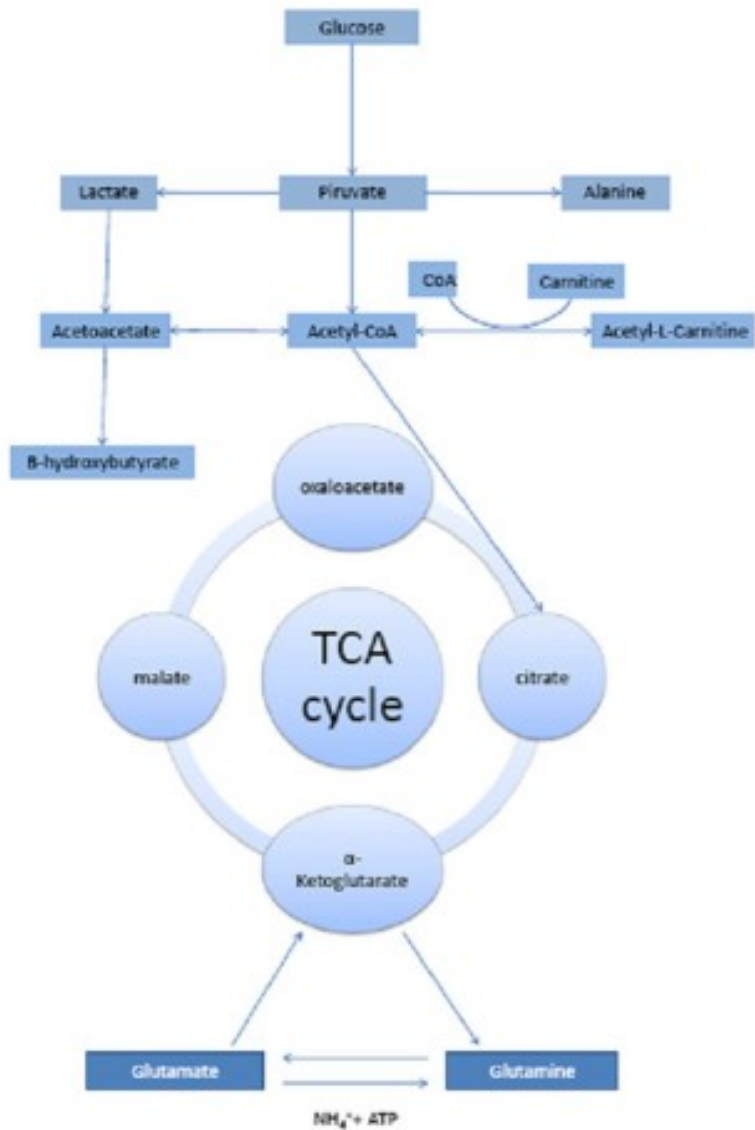 Glucose
Lactate
Piruvate
Alanine
CoA
Carnitine
Acetoacetate
Acetyl-CoA
Acetyl-L-Carnitine
B-hydroxybutyrate
oxaloacetate
malate
TCA
cycle
citrate
α-
Ketoglutarate
Glutamate
Glutamine
NH₄⁺+ ATP